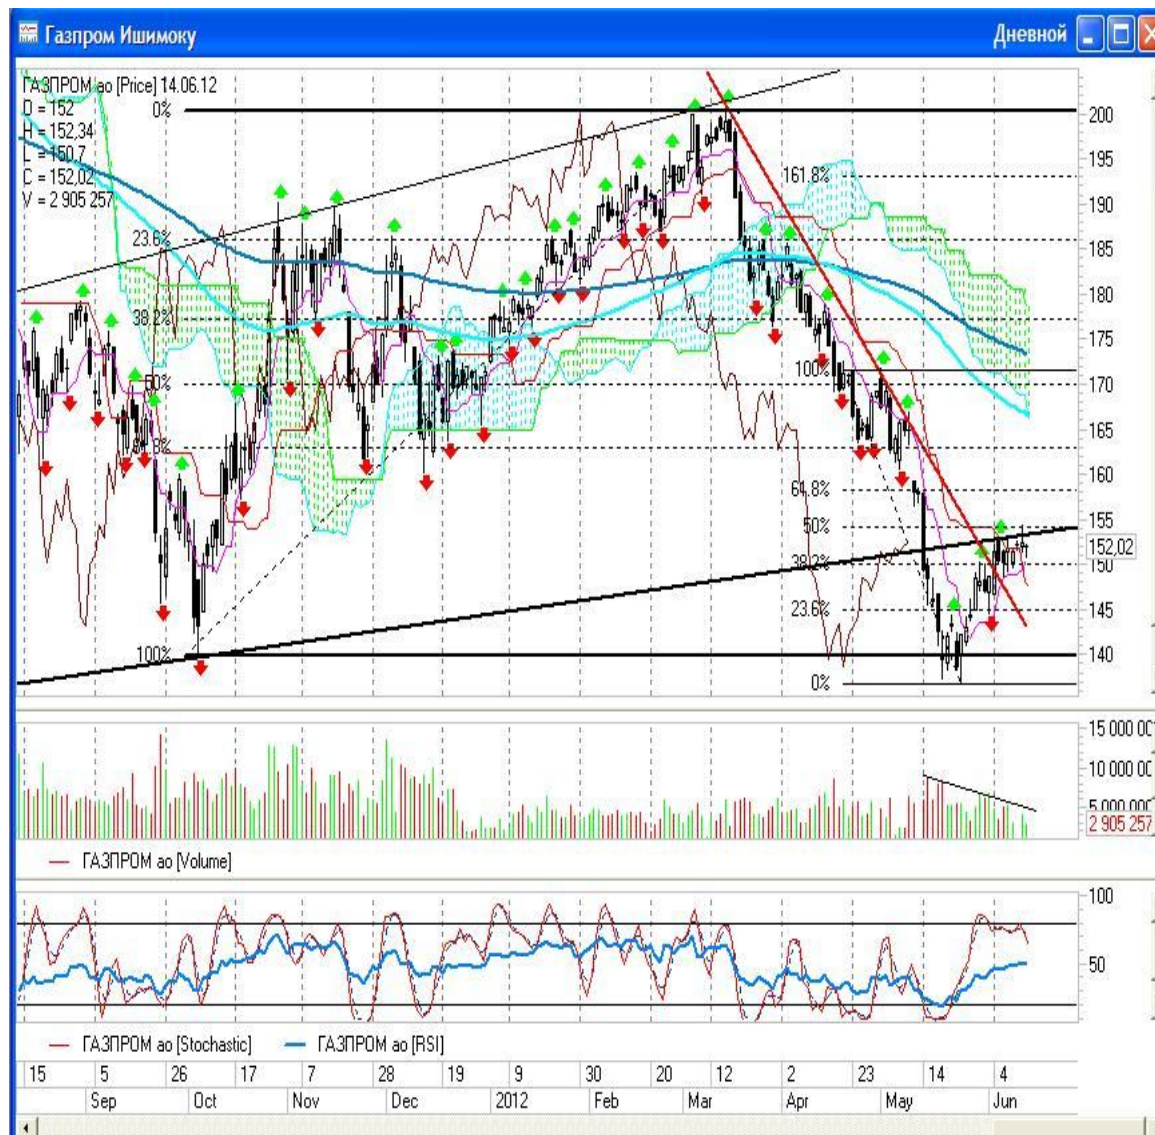 Газпром Ишимоку
Дневной
ГАЗПРОМ ао [Price] 14.06.12
O = 152
H = 152,34
L = 150,7
C = 152,02
V = 2 905 257
0%
23.6%
38.2%
50%
100%
161.8%
100%
61.8%
50%
38.2%
23.6%
0%
200
195
190
185
180
175
170
165
160
155
152,02
150
145
140
15 000 00
10 000 00
5 000 000
2 905 257
ГАЗПРОМ ао [Volume]
100
50
ГАЗПРОМ ао [Stochastic] ГАЗПРОМ ао [RSI]
15 5 26 17 7 28 19 9 30 20 12 2 23 14 4
Sep Oct Nov Dec 2012 Feb Mar Apr May Jun